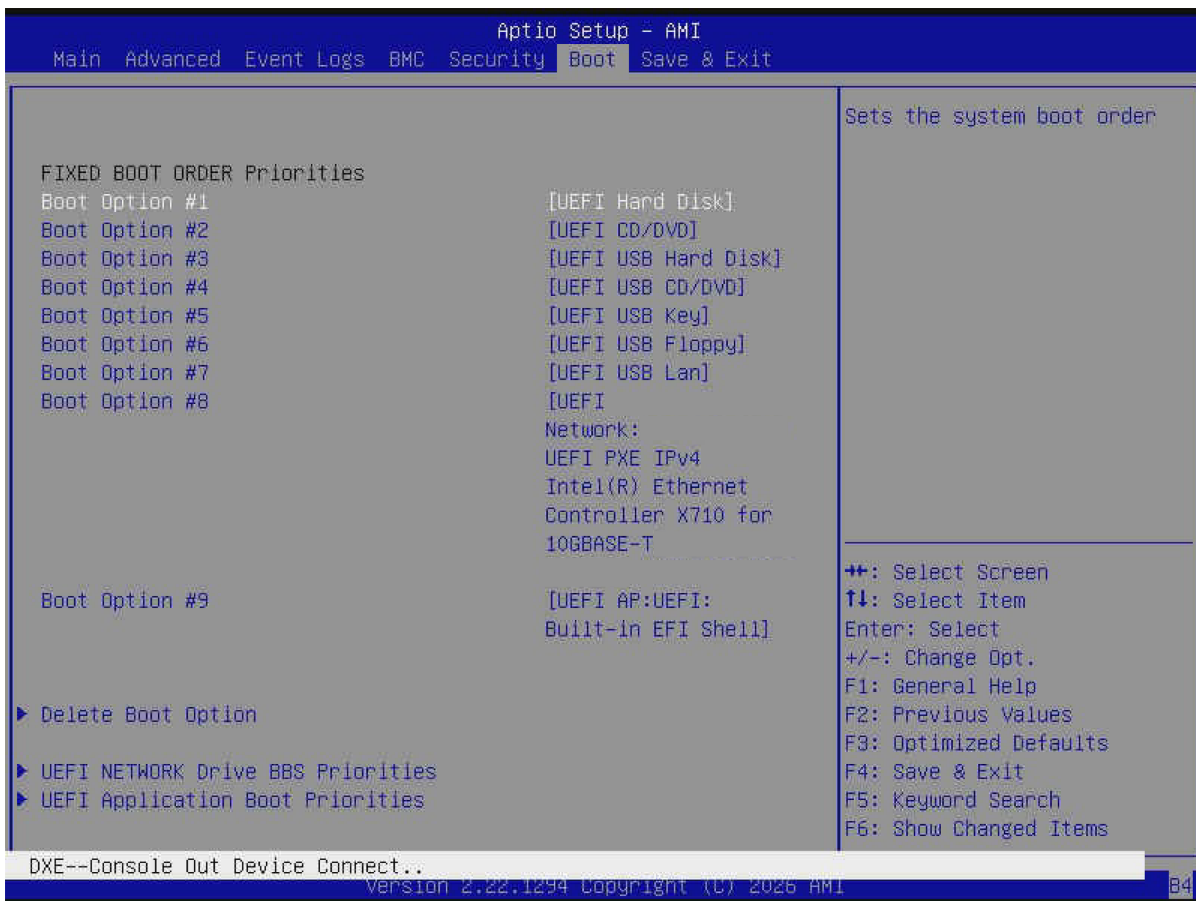 Aptio Setup - AMI
Main Advanced Event Logs BMC Security Boot Save & Exit
Sets the system boot order
FIXED BOOT ORDER Priorities
Boot Option #1 [UEFI Hard Disk]
Boot Option #2 [UEFI CD/DVD]
Boot Option #3 [UEFI USB Hard Disk]
Boot Option #4 [UEFI USB CD/DVD]
Boot Option #5 [UEFI USB Key]
Boot Option #6 [UEFI USB Floppy]
Boot Option #7 [UEFI USB Lan]
Boot Option #8 [UEFI
Network:
UEFI PXE IPv4
Intel(R) Ethernet
Controller X710 for
10GBASE-T
Boot Option #9 [UEFI AP:UEFI:
Built-in EFI Shell]
▶ Delete Boot Option
▶ UEFI NETWORK Drive BBS Priorities
▶ UEFI Application Boot Priorities
→←: Select Screen
↑↓: Select Item
Enter: Select
+/-: Change Opt.
F1: General Help
F2: Previous Values
F3: Optimized Defaults
F4: Save & Exit
F5: Keyword Search
F6: Show Changed Items
DXE--Console Out Device Connect..
Version 2.22.1294 Copyright (C) 2026 AMI
B4